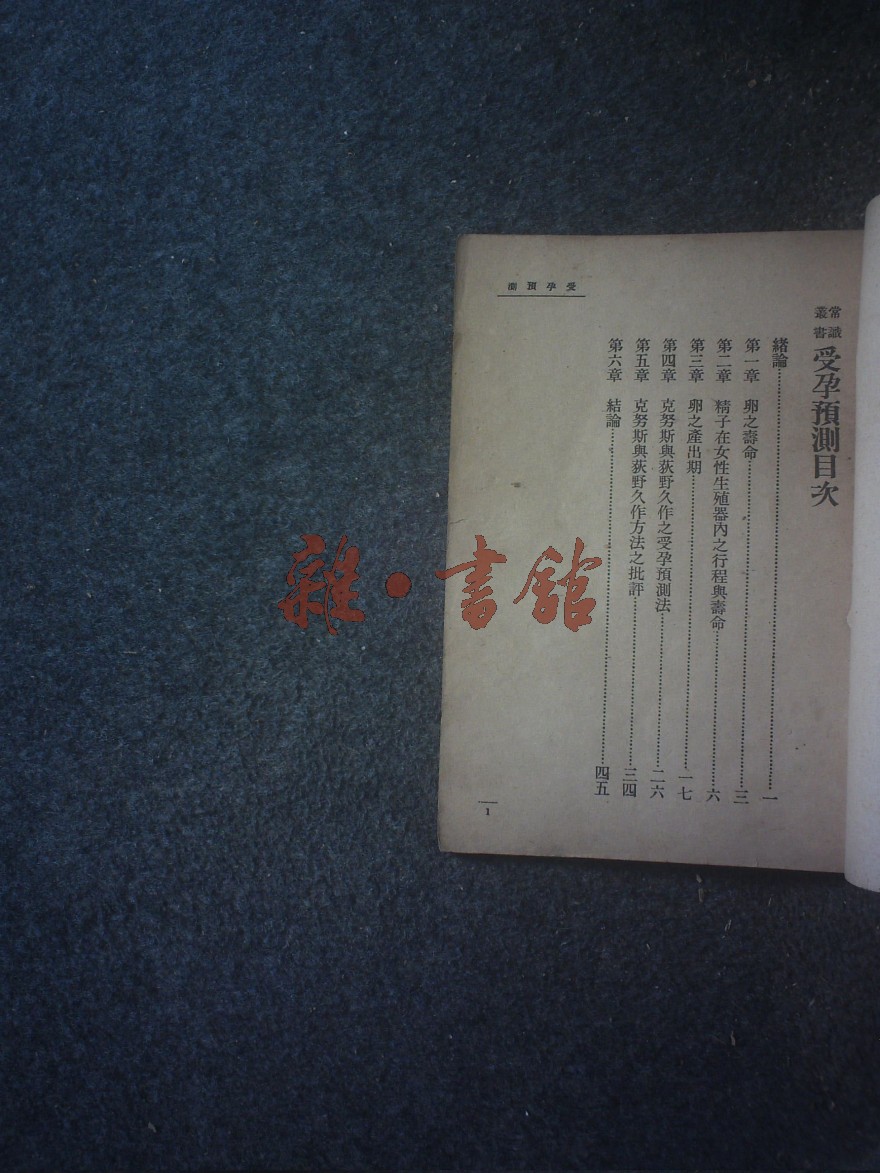 常識
叢書
受孕預測目次
緒論…………一
第一章 卵之壽命…………三
第二章 精子在女性生殖器內之行程與壽命…………六
第三章 卵之產出期…………一七
第四章 克努斯與荻野久作之受孕預測法…………二六
第五章 克努斯與荻野久作方法之批評…………三四
第六章 結論…………四五
受孕預測
1
雜·書館